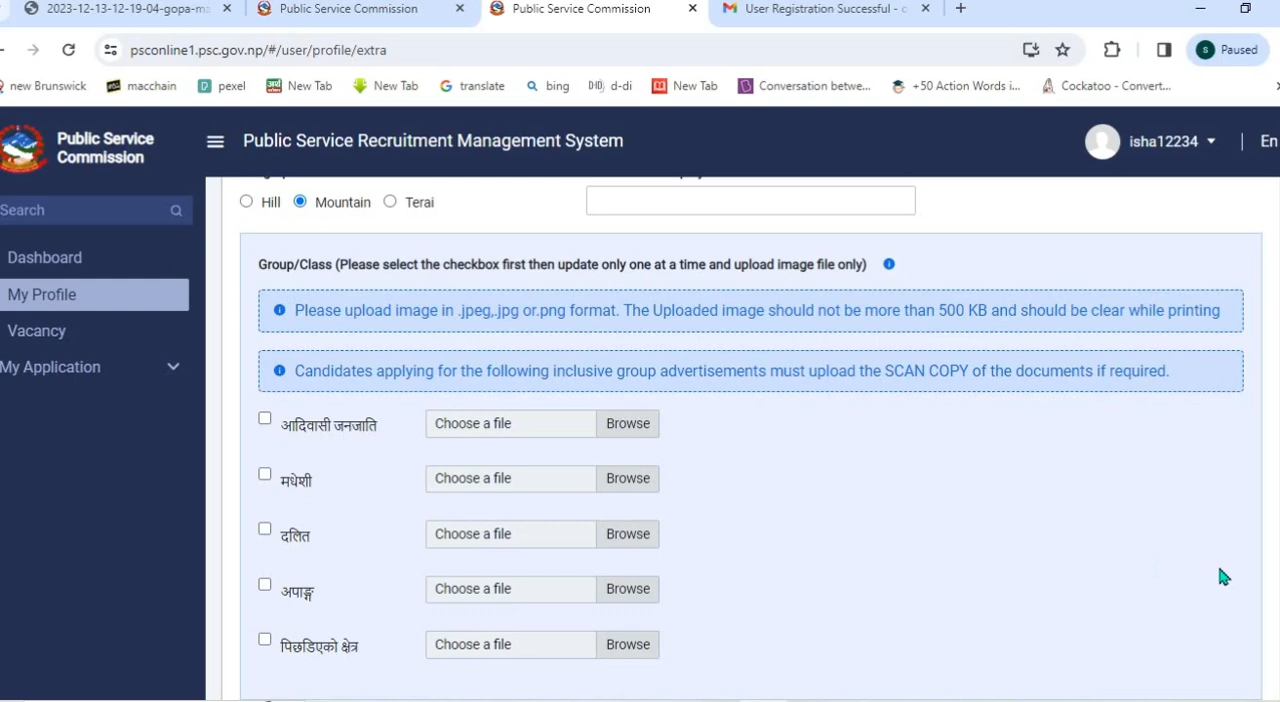 2023-12-13-12-19-04-gopa-ma
Public Service Commission
Public Service Commission
User Registration Successful -
psconline1.psc.gov.np/#/user/profile/extra
S
Paused
new Brunswick
macchain
pexel
New Tab
New Tab
translate
bing
d-di
New Tab
Conversation betwe...
+50 Action Words i...
Cockatoo - Convert...
Public Service
Commission
Public Service Recruitment Management System
isha12234
En
Search
Dashboard
My Profile
Vacancy
My Application
Hill
Mountain
Terai
Group/Class (Please select the checkbox first then update only one at a time and upload image file only)
Please upload image in .jpeg,.jpg or.png format. The Uploaded image should not be more than 500 KB and should be clear while printing
Candidates applying for the following inclusive group advertisements must upload the SCAN COPY of the documents if required.
आदिवासी जनजाति
Choose a file
Browse
मधेशी
Choose a file
Browse
दलित
Choose a file
Browse
अपाङ्ग
Choose a file
Browse
पिछडिएको क्षेत्र
Choose a file
Browse